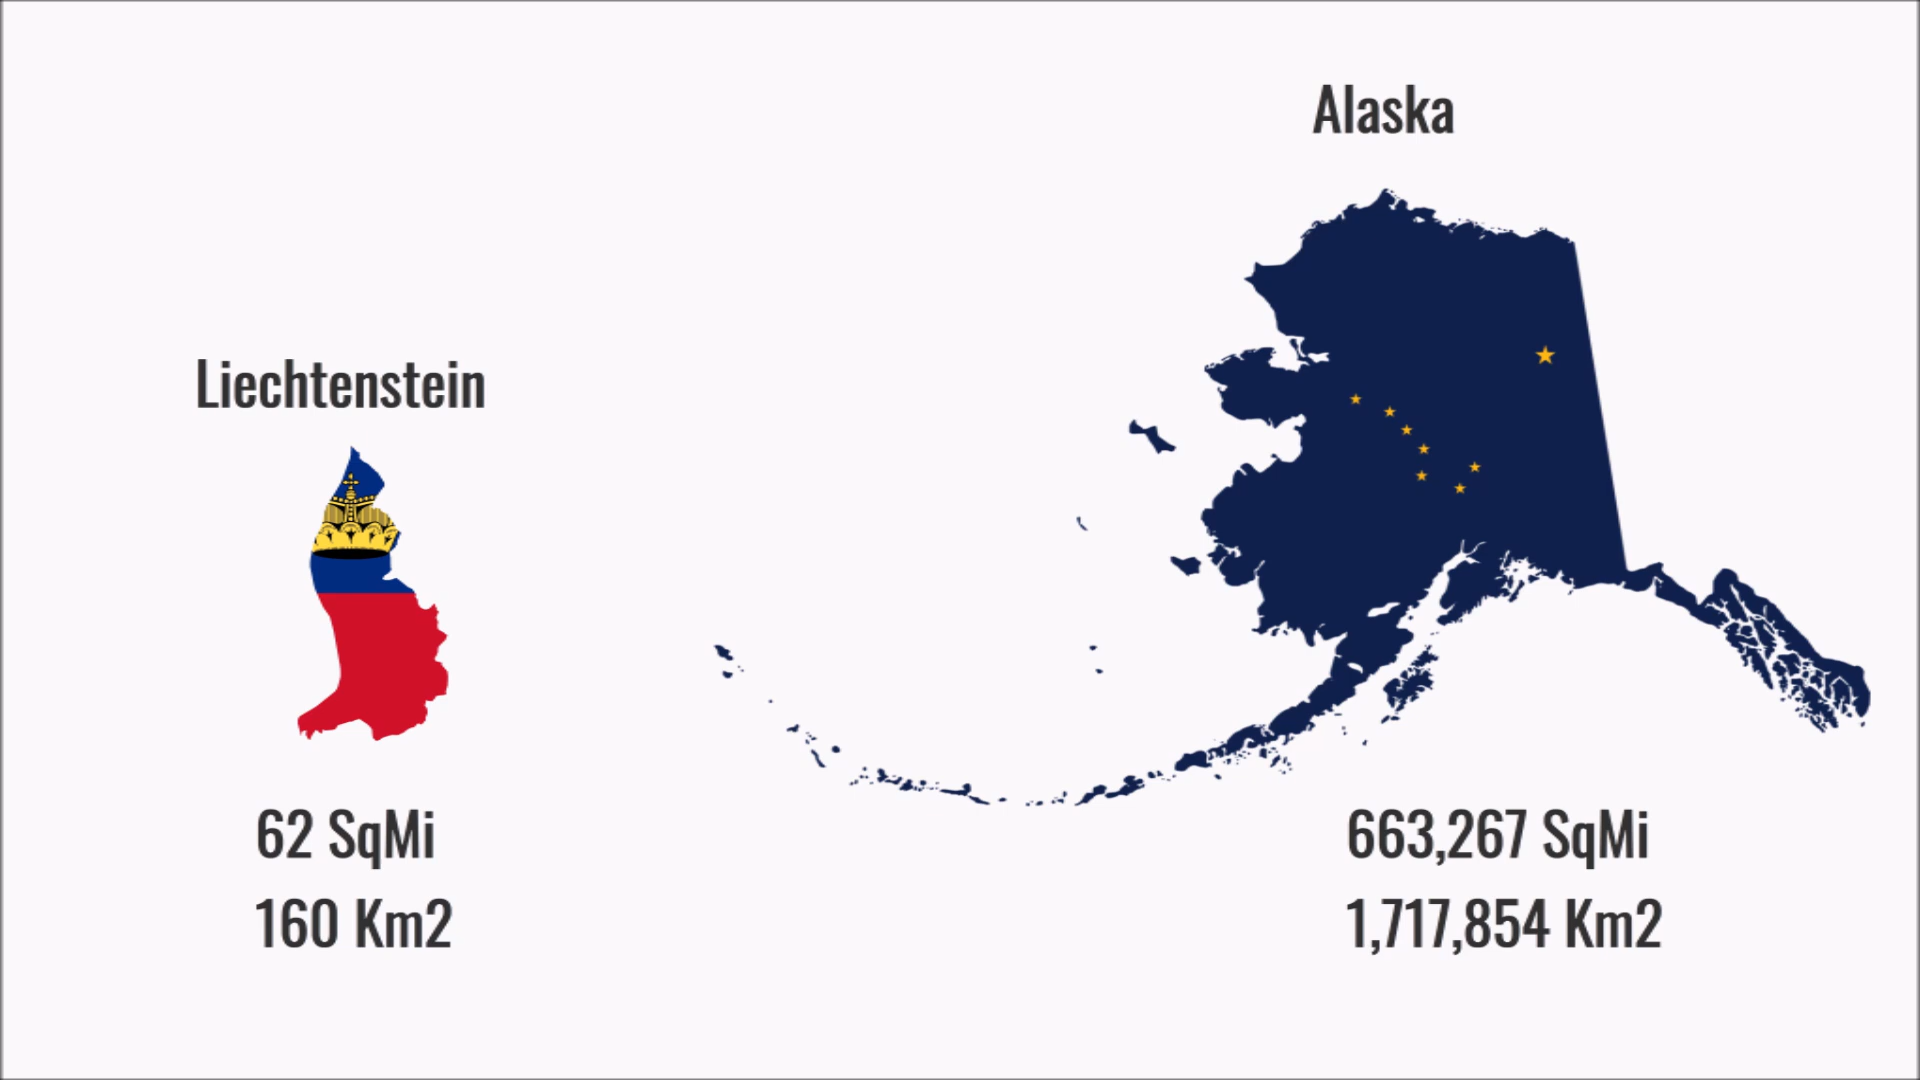 Alaska
Liechtenstein
62 SqMi
160 Km2
663,267 SqMi
1,717,854 Km2